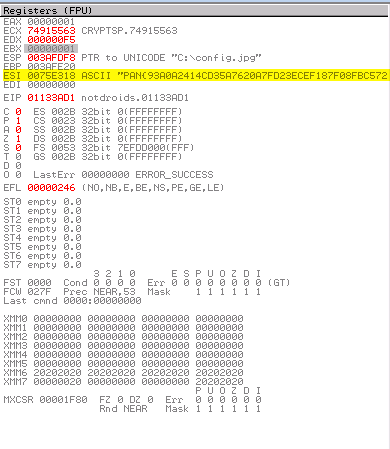 Registers (FPU)
EAX 00000001
ECX 74915563 CRYPTSP.74915563
EDX 000000F5
EBX 00000001
ESP 003AFDF8 PTR to UNICODE "C:\config.jpg"
EBP 003AFE20
ESI 0075E318 ASCII "PAN(93A0A2414CD35A7620A7FD23ECEF187F08FBC572
EDI 00000000
EIP 01133AD1 notdroids.01133AD1
C 0 ES 002B 32bit 0(FFFFFFFF)
P 1 CS 0023 32bit 0(FFFFFFFF)
A 0 SS 002B 32bit 0(FFFFFFFF)
Z 1 DS 002B 32bit 0(FFFFFFFF)
S 0 FS 0053 32bit 7EFDD000(FFF)
T 0 GS 002B 32bit 0(FFFFFFFF)
D 0
O 0 LastErr 00000000 ERROR_SUCCESS
EFL 00000246 (NO,NB,E,BE,NS,PE,GE,LE)
ST0 empty 0.0
ST1 empty 0.0
ST2 empty 0.0
ST3 empty 0.0
ST4 empty 0.0
ST5 empty 0.0
ST6 empty 0.0
ST7 empty 0.0
3 2 1 0 E S P U O Z D I
FST 0000 Cond 0 0 0 0 Err 0 0 0 0 0 0 0 0 (GT)
FCW 027F Prec NEAR,53 Mask 1 1 1 1 1 1
Last cmnd 0000:00000000
XMM0 00000000 00000000 00000000 00000000
XMM1 00000000 00000000 00000000 00000000
XMM2 00000000 00000000 00000000 00000000
XMM3 00000000 00000000 00000000 00000000
XMM4 00000000 00000000 00000000 00000000
XMM5 00000000 00000000 00000000 00000000
XMM6 20202020 20202020 20202020 20202020
XMM7 00000000 00000000 00000000 20202020
P U O Z D I
MXCSR 00001F80 FZ 0 DZ 0 Err 0 0 0 0 0 0
Rnd NEAR Mask 1 1 1 1 1 1